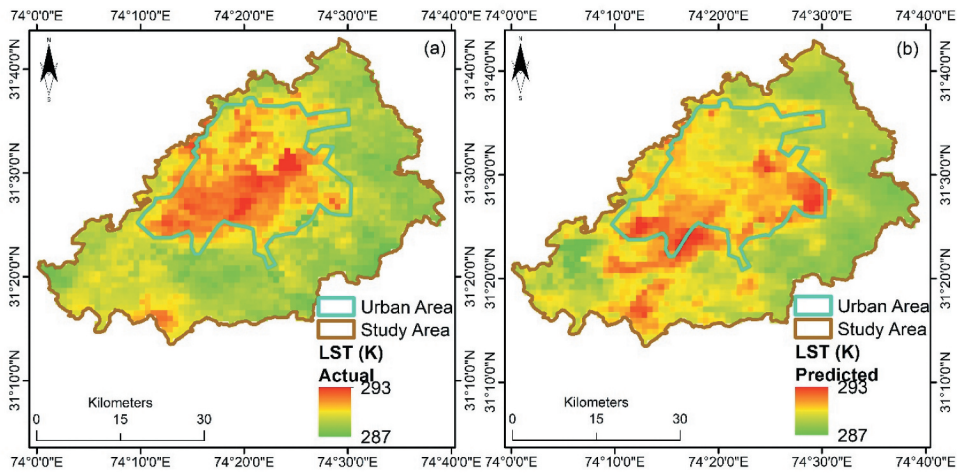 74°0'0"E 74°10'0"E 74°20'0"E 74°30'0"E 74°40'0"E
74°0'0"E 74°10'0"E 74°20'0"E 74°30'0"E 74°40'0"E
N
(a)
S
31°40'0"N
31°30'0"N
31°20'0"N
31°10'0"N
Urban Area
Study Area
LST (K)
Actual
293
287
Kilometers
0 15 30
31°40'0"N
31°30'0"N
31°20'0"N
31°10'0"N
N
(b)
S
Urban Area
Study Area
LST (K)
Predicted
293
287
Kilometers
0 15 30
31°40'0"N
31°30'0"N
31°20'0"N
31°10'0"N
74°0'0"E 74°10'0"E 74°20'0"E 74°30'0"E 74°40'0"E
74°0'0"E 74°10'0"E 74°20'0"E 74°30'0"E 74°40'0"E